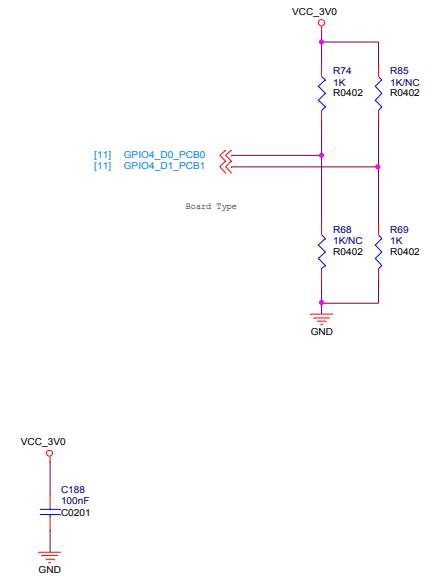 VCC_3V0
R74
1K
R0402
R85
1K/NC
R0402
[11] GPIO4_D0_PCB0
[11] GPIO4_D1_PCB1
Board Type
R68
1K/NC
R0402
R69
1K
R0402
GND
VCC_3V0
C188
100nF
C0201
GND